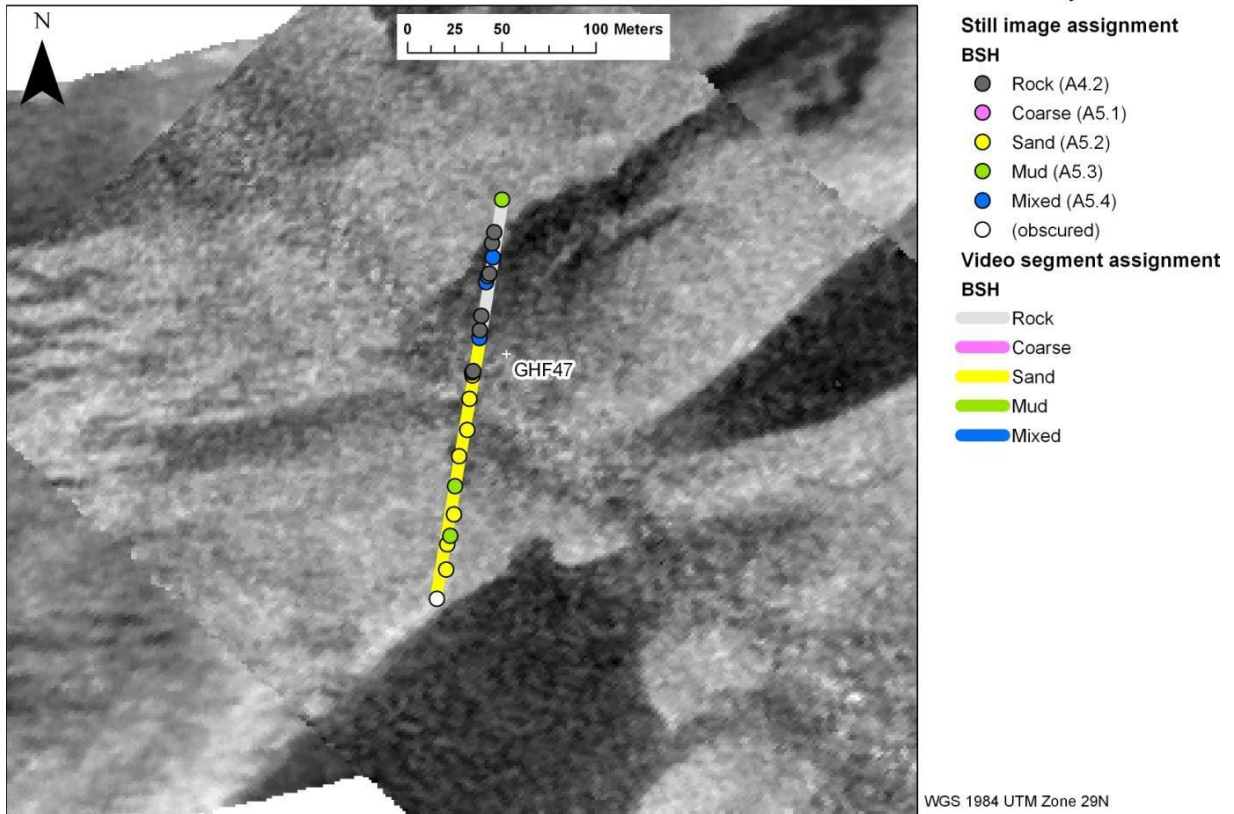 N
0 25 50 100 Meters
GHF47
Still image assignment
BSH
Rock (A4.2)
Coarse (A5.1)
Sand (A5.2)
Mud (A5.3)
Mixed (A5.4)
(obscured)
Video segment assignment
BSH
Rock
Coarse
Sand
Mud
Mixed
WGS 1984 UTM Zone 29N